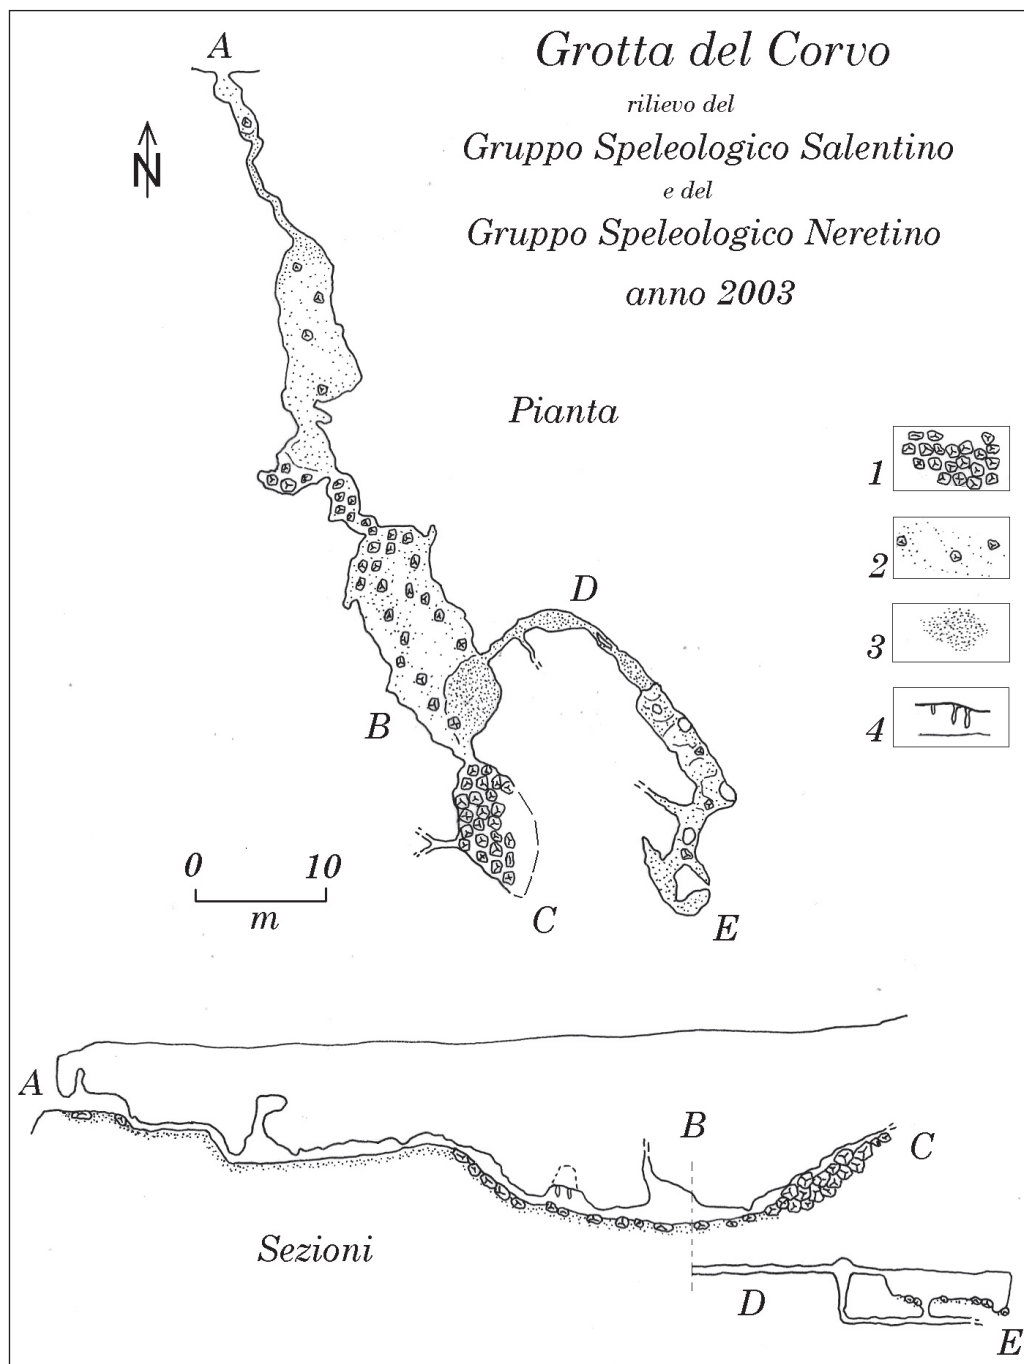 A
Grotta del Corvo
rilievo del
Gruppo Speleologico Salentino
e del
Gruppo Speleologico Neretino
anno 2003
N
Pianta
1
2
3
4
D
B
0 10
m
C
E
A
B
C
Sezioni
D
E